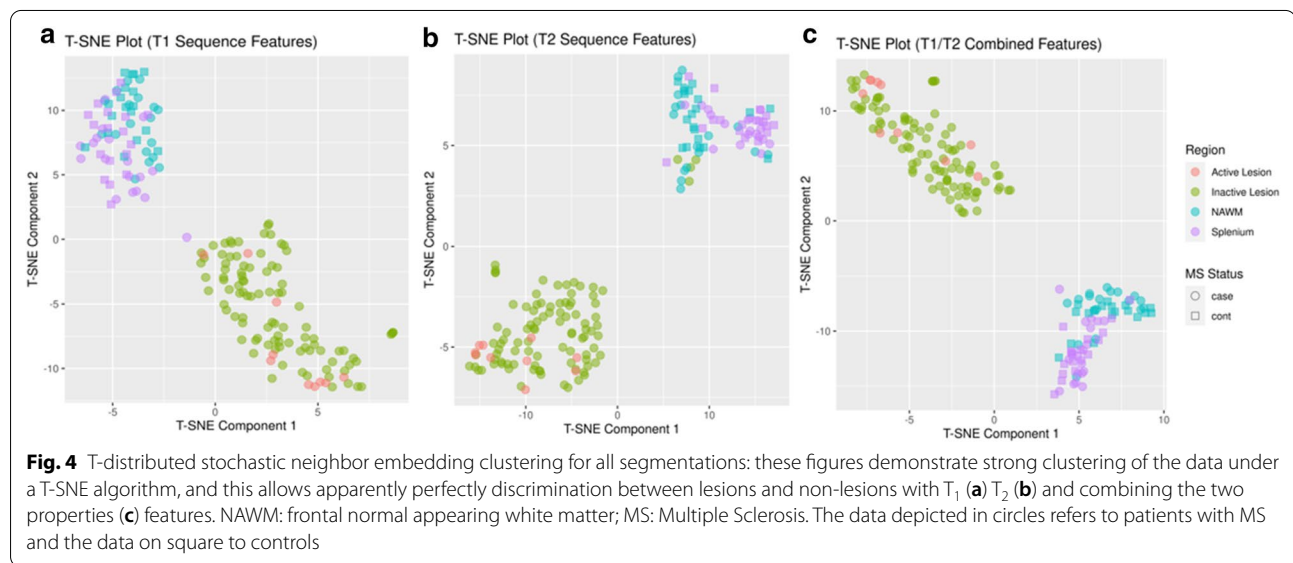 a
T-SNE Plot (T1 Sequence Features)
T-SNE Component 2
10
5
0
-5
-10
-5
0
5
T-SNE Component 1
b
T-SNE Plot (T2 Sequence Features)
T-SNE Component 2
5
0
-5
-10
0
10
T-SNE Component 1
c
T-SNE Plot (T1/T2 Combined Features)
T-SNE Component 2
10
0
-10
-5
0
5
10
T-SNE Component 1
Region
Active Lesion
Inactive Lesion
NAWM
Splenium
MS Status
case
cont
Fig. 4 T-distributed stochastic neighbor embedding clustering for all segmentations: these figures demonstrate strong clustering of the data under
a T-SNE algorithm, and this allows apparently perfectly discrimination between lesions and non-lesions with T1 (a) T2 (b) and combining the two
properties (c) features. NAWM: frontal normal appearing white matter; MS: Multiple Sclerosis. The data depicted in circles refers to patients with MS
and the data on square to controls